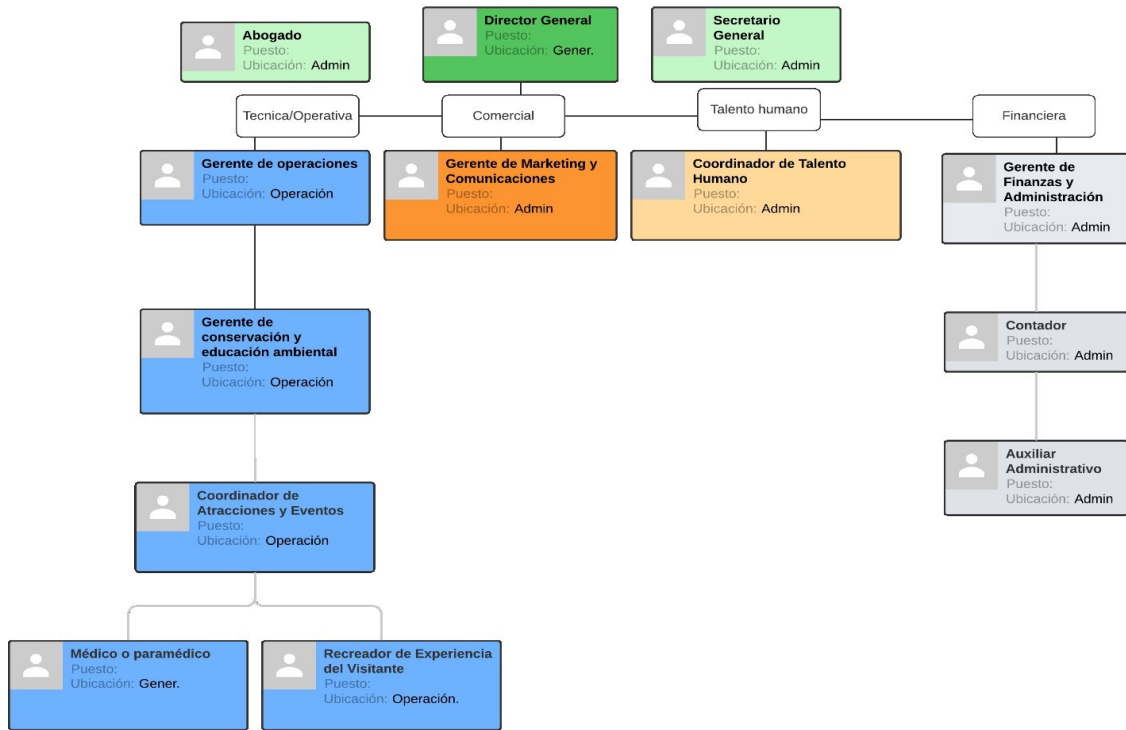 Abogado
Puesto:
Ubicación: Admin
Director General
Puesto:
Ubicación: Gener.
Secretario
General
Puesto:
Ubicación: Admin
Tecnica/Operativa
Comercial
Talento humano
Financiera
Gerente de operaciones
Puesto:
Ubicación: Operación
Gerente de Marketing y
Comunicaciones
Puesto:
Ubicación: Admin
Coordinador de Talento
Humano
Puesto:
Ubicación: Admin
Gerente de
Finanzas y
Administración
Puesto:
Ubicación: Admin
Gerente de
conservación y
educación ambiental
Puesto:
Ubicación: Operación
Contador
Puesto:
Ubicación: Admin
Auxiliar
Administrativo
Puesto:
Ubicación: Admin
Coordinador de
Atracciones y Eventos
Puesto:
Ubicación: Operación
Médico o paramédico
Puesto:
Ubicación: Gener.
Recreador de Experiencia
del Visitante
Puesto:
Ubicación: Operación.